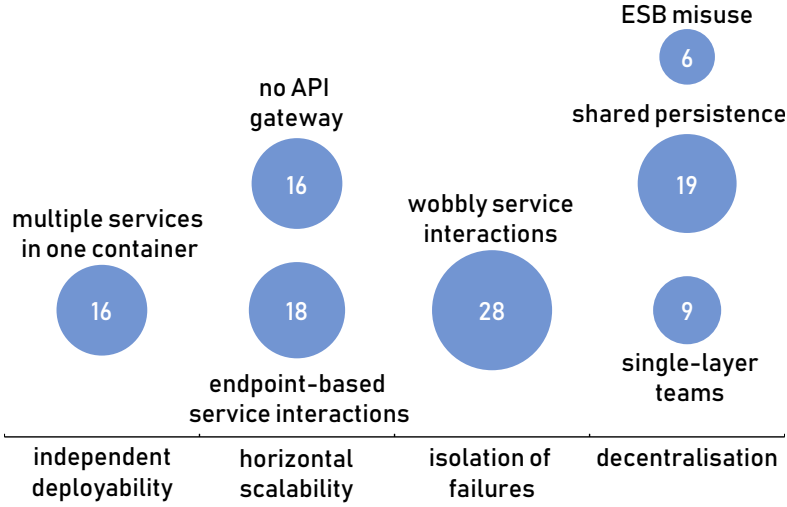 ESB misuse
6
no API
gateway
16
shared persistence
19
multiple services
in one container
16
18
endpoint-based
service interactions
wobbly service
interactions
28
9
single-layer
teams
independent
deployability
horizontal
scalability
isolation of
failures
decentralisation